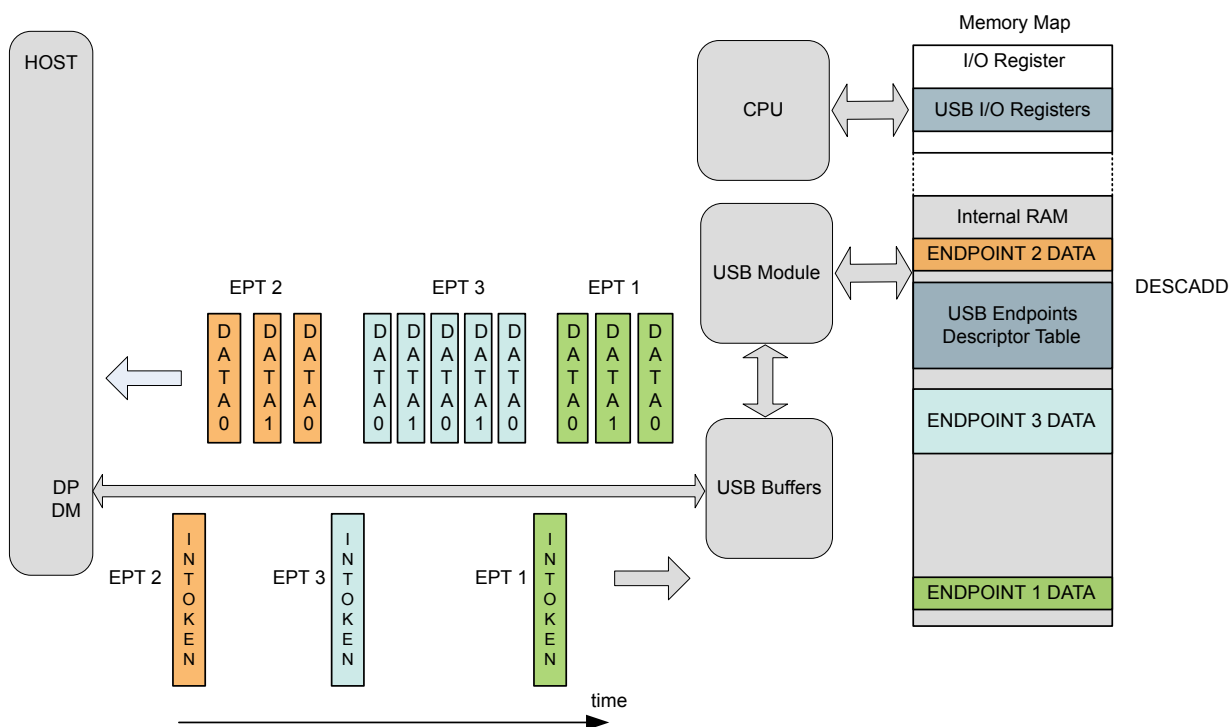 Memory Map
HOST
I/O Register
CPU
USB I/O Registers
Internal RAM
ENDPOINT 2 DATA
USB Module
DESCADD
EPT 2
EPT 3
EPT 1
USB Endpoints
Descriptor Table
DATA0
DATA1
DATA0
DATA0
DATA1
DATA0
DATA1
DATA0
DATA0
DATA1
DATA0
ENDPOINT 3 DATA
DP
DM
USB Buffers
EPT 2
INTOKEN
EPT 3
INTOKEN
EPT 1
INTOKEN
ENDPOINT 1 DATA
time